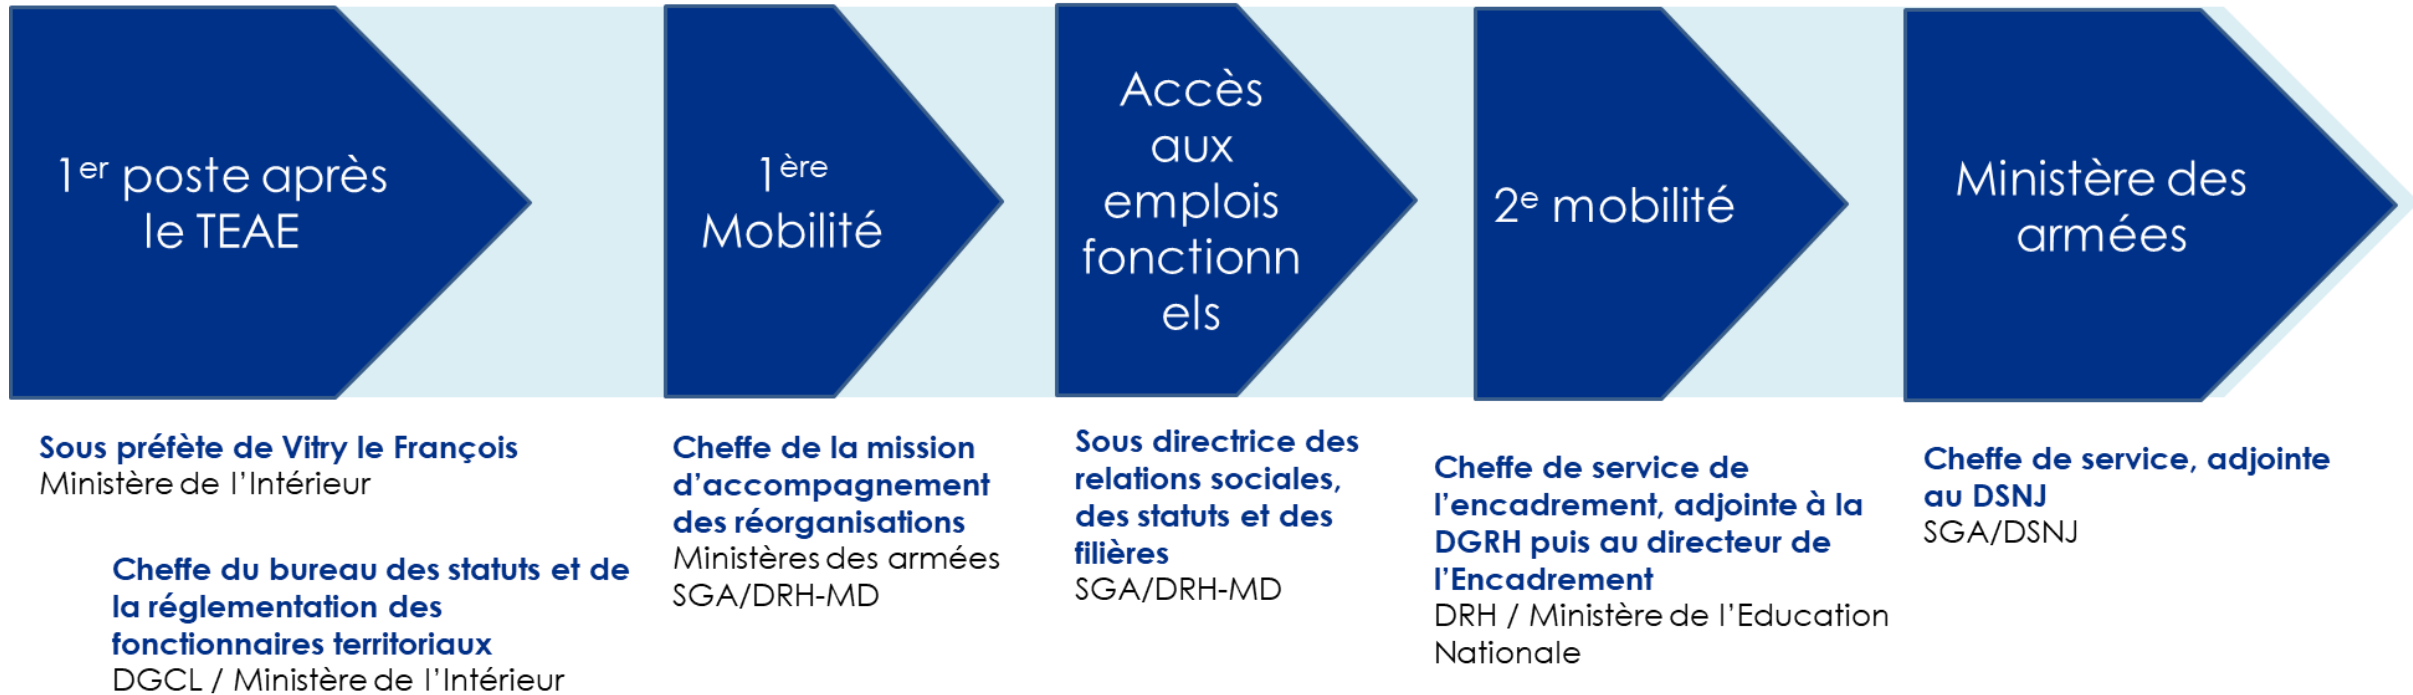 1er poste après
le TEAE
1ère
Mobilité
Accès
aux
emplois
fonctionn
els
2e mobilité
Ministère des
armées
Sous préfète de Vitry le François
Ministère de l’Intérieur
Cheffe du bureau des statuts et de
la réglementation des
fonctionnaires territoriaux
DGCL / Ministère de l’Intérieur
Cheffe de la mission
d’accompagnement
des réorganisations
Ministères des armées
SGA/DRH-MD
Sous directrice des
relations sociales,
des statuts et des
filières
SGA/DRH-MD
Cheffe de service de
l’encadrement, adjointe à la
DGRH puis au directeur de
l’Encadrement
DRH / Ministère de l’Education
Nationale
Cheffe de service, adjointe
au DSNJ
SGA/DSNJ